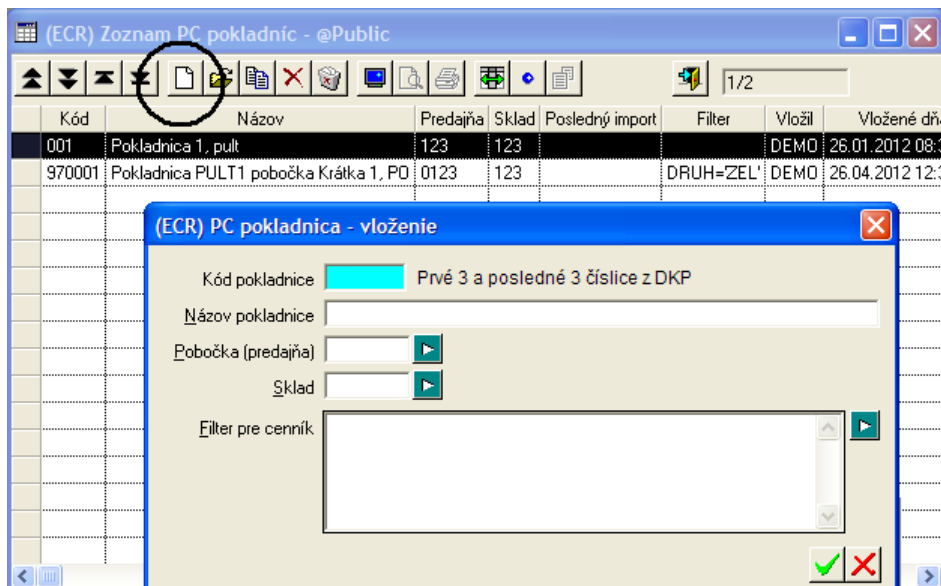 (ECR) Zoznam PC pokladníc - @Public
1/2
Kód Názov Predajňa Sklad Posledný import Filter Vložil Vložené dň
001 Pokladnica 1, pult 123 123 DEMO 26.01.2012 08:3
970001 Pokladnica PULT1 pobočka Krátka 1, PO 0123 123 DRUH='ZEL' DEMO 26.04.2012 12:3
(ECR) PC pokladnica - vloženie
Kód pokladnice Prvé 3 a posledné 3 číslice z DKP
Názov pokladnice
Pobočka (predajňa)
Sklad
Filter pre cenník